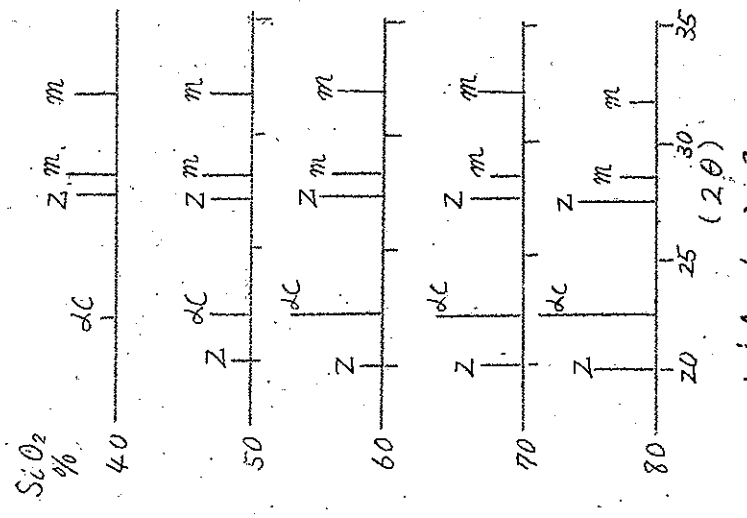 SiO₂
%
αC Z m m
40
Z αC Z m m
50
Z αC Z m m
60
Z αC Z m m
70
Z αC Z m m
80
20 25 30 35
(2θ)